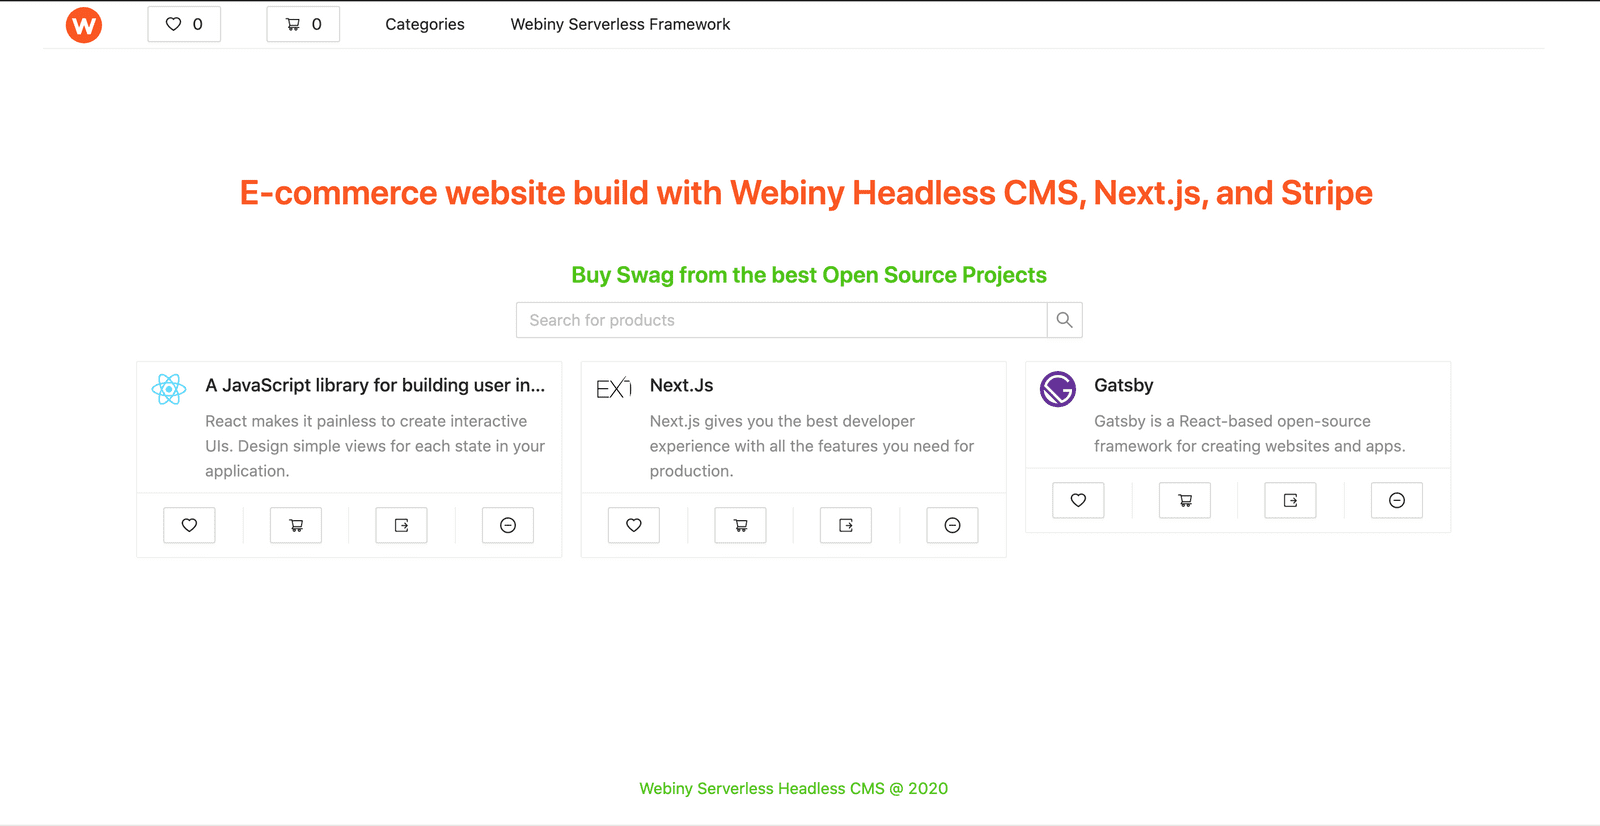 W 0 0 Categories Webiny Serverless Framework
E-commerce website build with Webiny Headless CMS, Next.js, and Stripe
Buy Swag from the best Open Source Projects
Search for products
A JavaScript library for building user in...
React makes it painless to create interactive
UIs. Design simple views for each state in your
application.
EX
Next.Js
Next.js gives you the best developer
experience with all the features you need for
production.
G
Gatsby
Gatsby is a React-based open-source
framework for creating websites and apps.
Webiny Serverless Headless CMS @ 2020